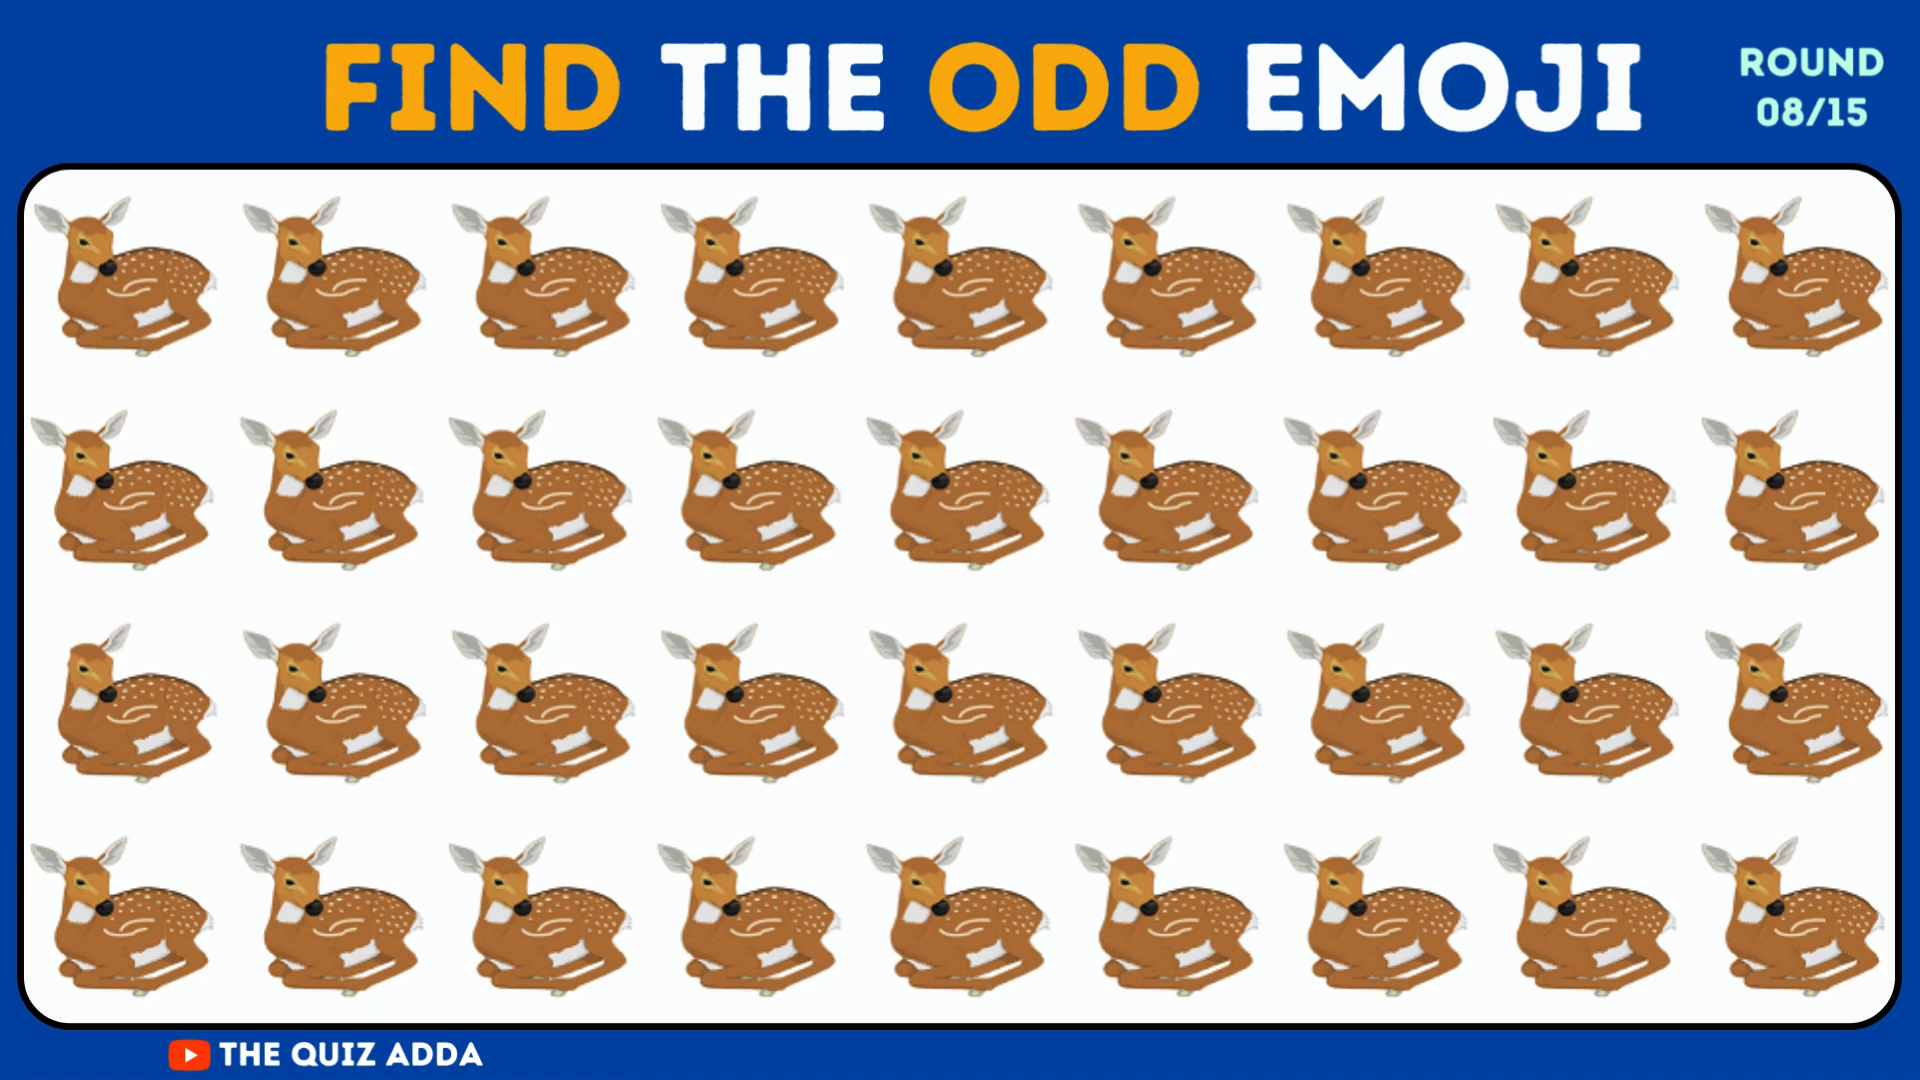 FIND THE ODD EMOJI
ROUND
08/15
THE QUIZ ADDA